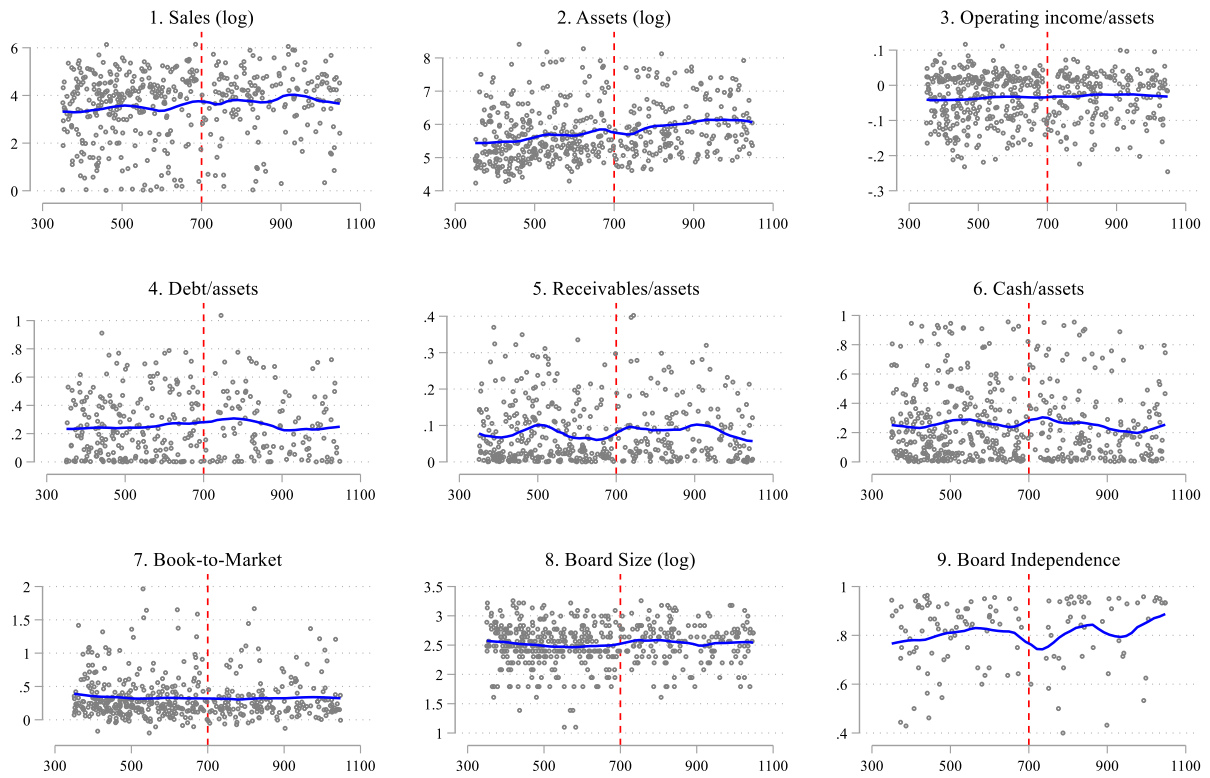 1. Sales (log)
6
4
2
0
300 500 700 900 1100
2. Assets (log)
8
7
6
5
4
300 500 700 900 1100
3. Operating income/assets
.1
0
-.1
-.2
-.3
300 500 700 900 1100
4. Debt/assets
1
.8
.6
.4
.2
0
300 500 700 900 1100
5. Receivables/assets
.4
.3
.2
.1
0
300 500 700 900 1100
6. Cash/assets
1
.8
.6
.4
.2
0
300 500 700 900 1100
7. Book-to-Market
2
1.5
1
.5
0
300 500 700 900 1100
8. Board Size (log)
3.5
3
2.5
2
1.5
1
300 500 700 900 1100
9. Board Independence
1
.8
.6
.4
300 500 700 900 1100